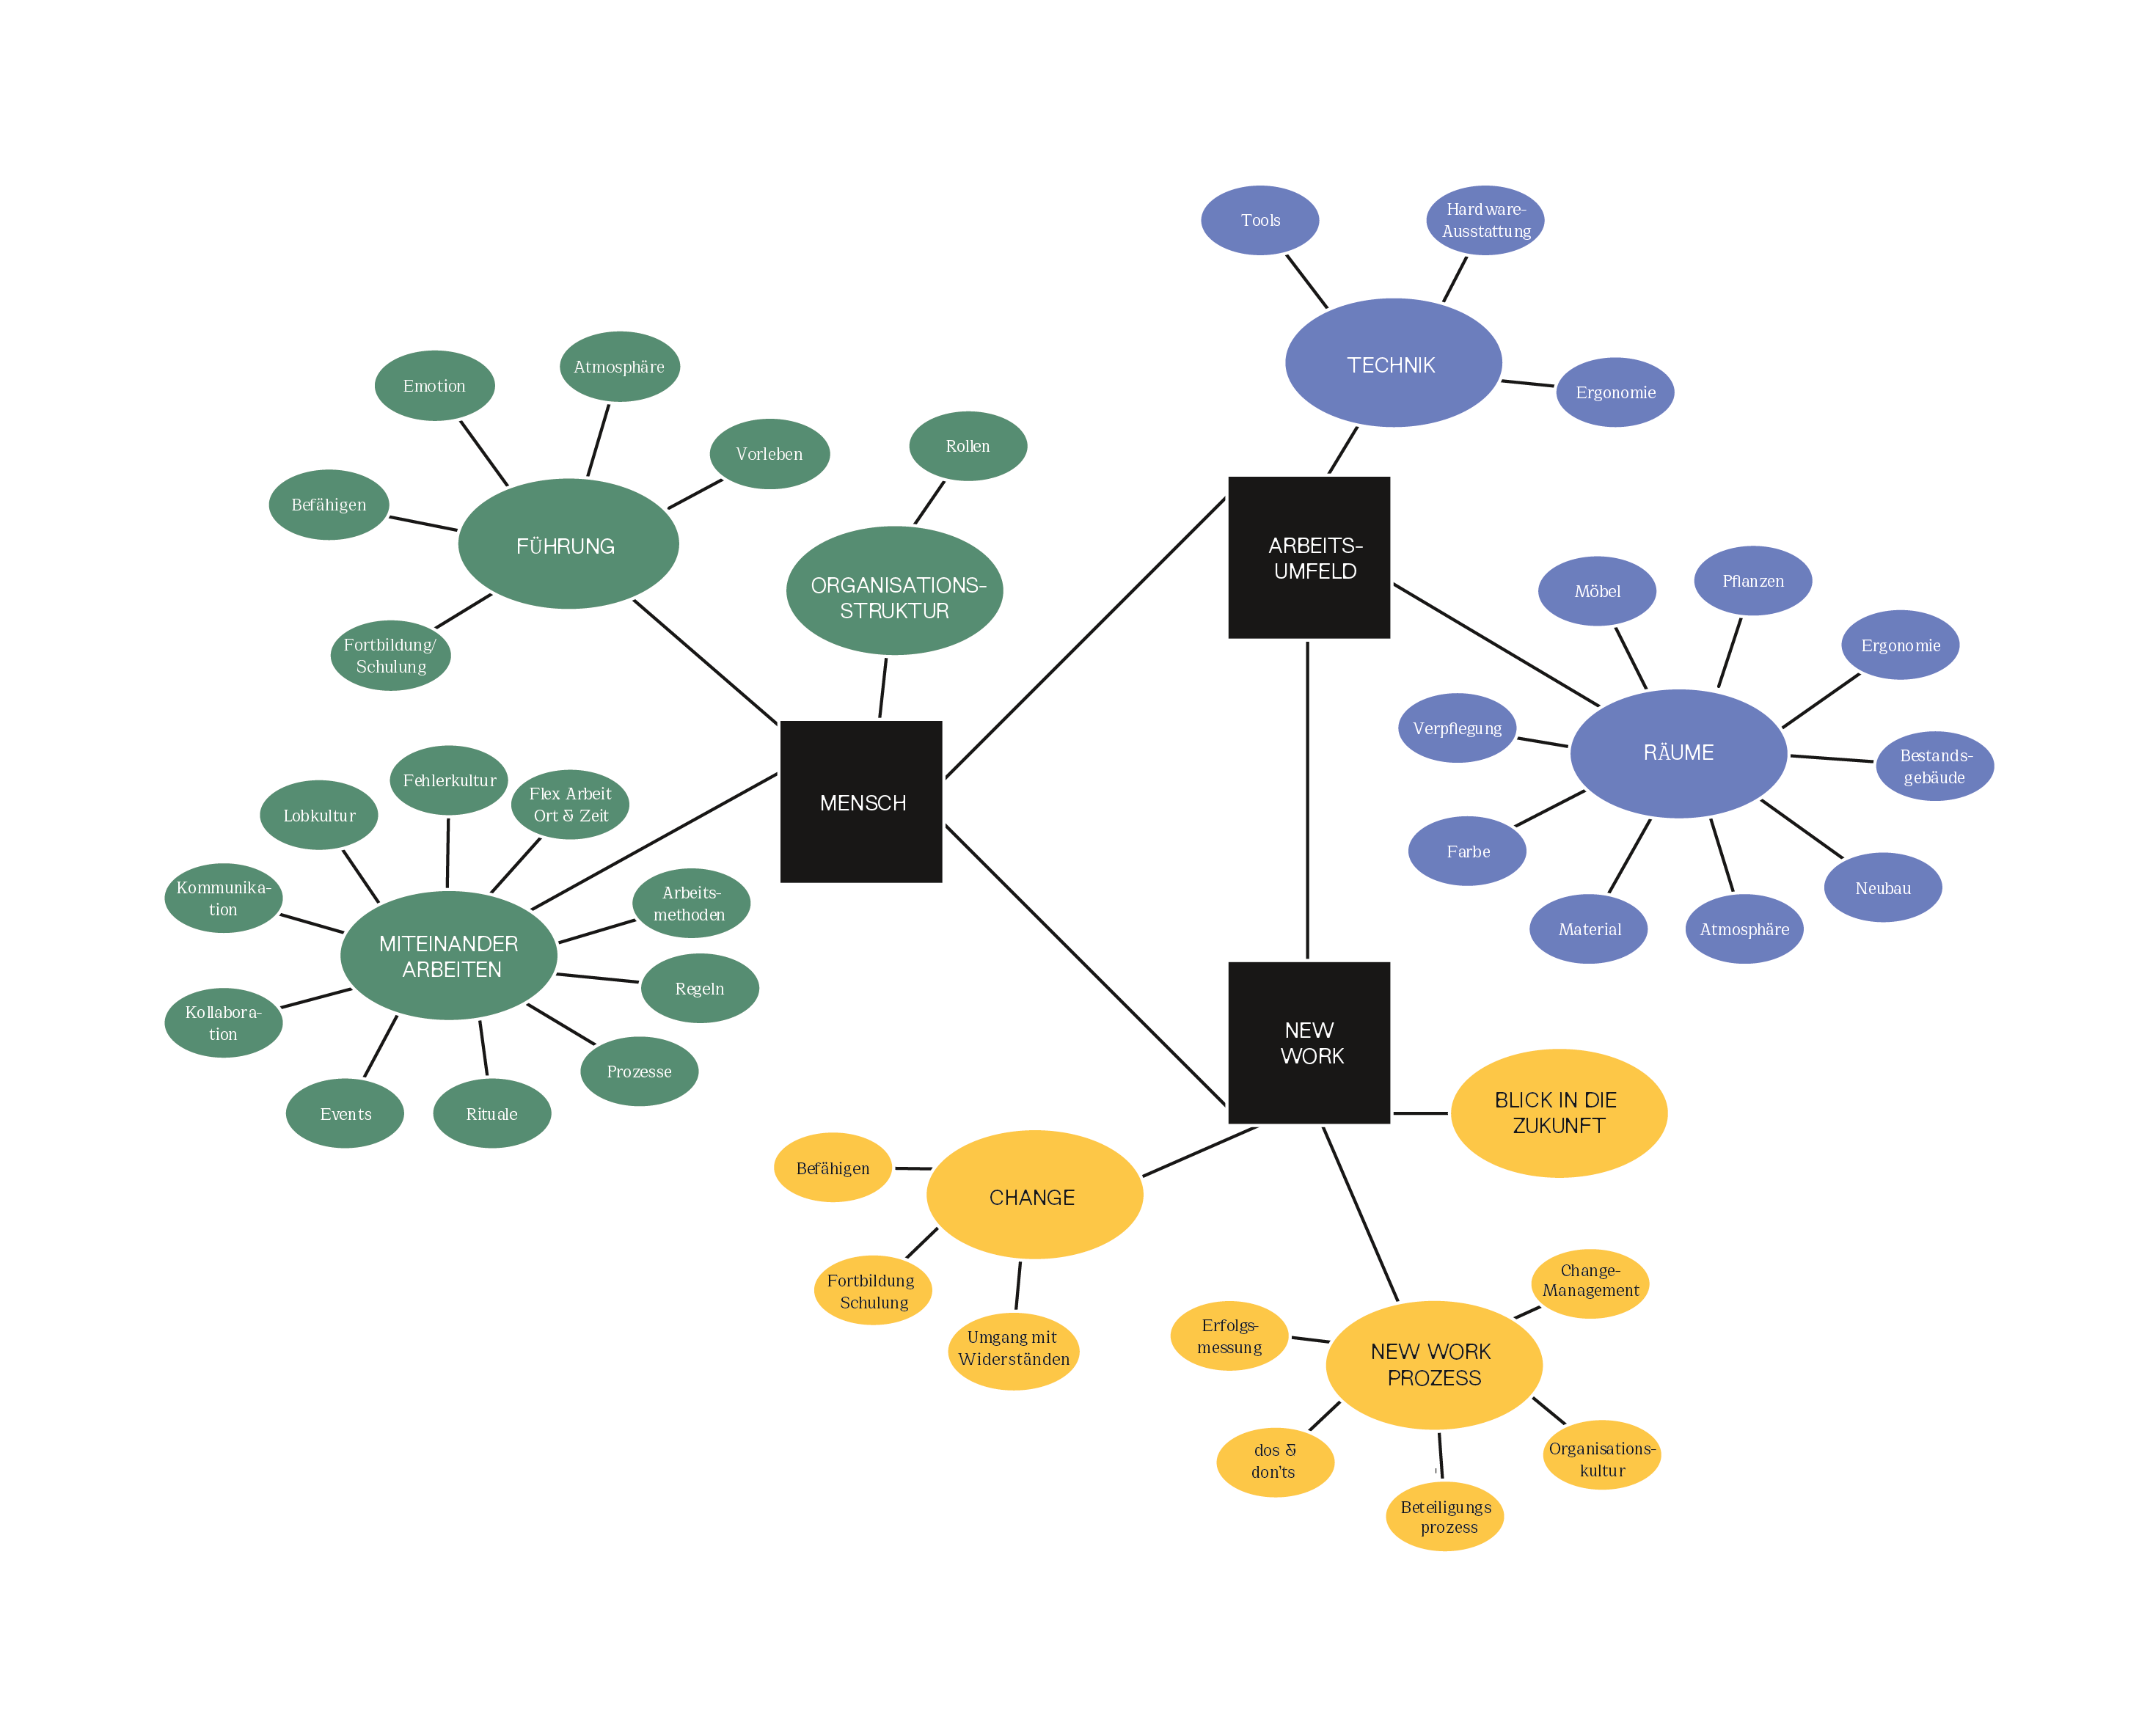 Tools
Hardware-
Ausstattung
TECHNIK
Ergonomie
Emotion
Atmosphäre
Vorleben
Befähigen
FÜHRUNG
Fortbildung/
Schulung
Rollen
ORGANISATIONS-
STRUKTUR
ARBEITS-
UMFELD
Möbel
Pflanzen
Ergonomie
Verpflegung
RÄUME
Bestands-
gebäude
Farbe
Neubau
Material
Atmosphäre
MENSCH
Fehlerkultur
Flex Arbeit
Ort & Zeit
Lobkultur
Kommunika-
tion
Arbeits-
methoden
MITEINANDER
ARBEITEN
Regeln
Kollabora-
tion
Prozesse
Events
Rituale
NEW
WORK
BLICK IN DIE
ZUKUNFT
Befähigen
CHANGE
Fortbildung
Schulung
Umgang mit
Widerständen
Change-
Management
Erfolgs-
messung
NEW WORK
PROZESS
dos &
don'ts
Organisations-
kultur
Beteiligungs
prozess